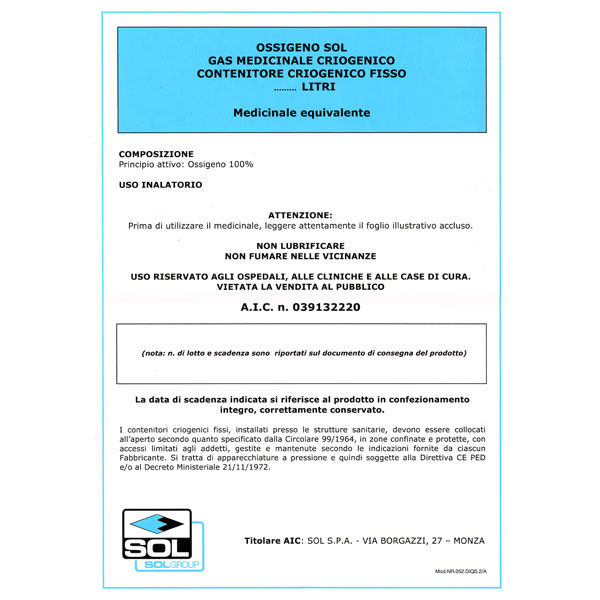 OSSIGENO SOL
GAS MEDICINALE CRIOGENICO
CONTENITORE CRIOGENICO FISSO
......... LITRI
Medicinale equivalente
COMPOSIZIONE
Principio attivo: Ossigeno 100%
USO INALATORIO
ATTENZIONE:
Prima di utilizzare il medicinale, leggere attentamente il foglio illustrativo accluso.
NON LUBRIFICARE
NON FUMARE NELLE VICINANZE
USO RISERVATO AGLI OSPEDALI, ALLE CLINICHE E ALLE CASE DI CURA.
VIETATA LA VENDITA AL PUBBLICO
A.I.C. n. 039132220
(nota: n. di lotto e scadenza sono riportati sul documento di consegna del prodotto)
La data di scadenza indicata si riferisce al prodotto in confezionamento
integro, correttamente conservato.
I contenitori criogenici fissi, installati presso le strutture sanitarie, devono essere collocati
all'aperto secondo quanto specificato dalla Circolare 99/1964, in zone confinate e protette, con
accessi limitati agli addetti, gestite e mantenute secondo le indicazioni fornite da ciascun
Fabbricante. Si tratta di apparecchiature a pressione e quindi soggette alla Direttiva CE PED
e/o al Decreto Ministeriale 21/11/1972.
SOL
SOLGROUP
Titolare AIC: SOL S.P.A. - VIA BORGAZZI, 27 – MONZA
Mod.NR.052.DIQS.2/A